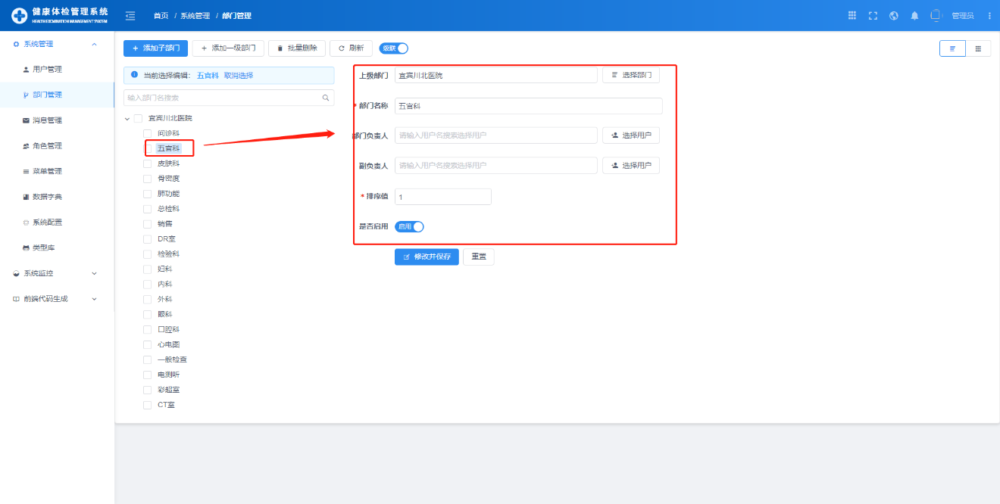 健康体检管理系统
HEALTH EXAMINATION MANAGEMENT SYSTEM
首页 / 系统管理 / 部门管理
管理员
系统管理
用户管理
部门管理
消息管理
角色管理
菜单管理
数据字典
系统配置
类型库
系统监控
前端代码生成
+ 添加子部门
+ 添加一级部门
批量删除
刷新
级联
当前选择编辑： 五官科 取消选择
输入部门名搜索
宜宾川北医院
问诊科
五官科
皮肤科
骨密度
肺功能
总检科
销售
DR室
检验科
妇科
内科
外科
眼科
口腔科
心电图
一般检查
电测听
彩超室
CT室
上级部门 宜宾川北医院 选择部门
* 部门名称 五官科
部门负责人 请输入用户名搜索选择用户 选择用户
副负责人 请输入用户名搜索选择用户 选择用户
* 排序值 1
是否启用 启用
修改并保存 重置